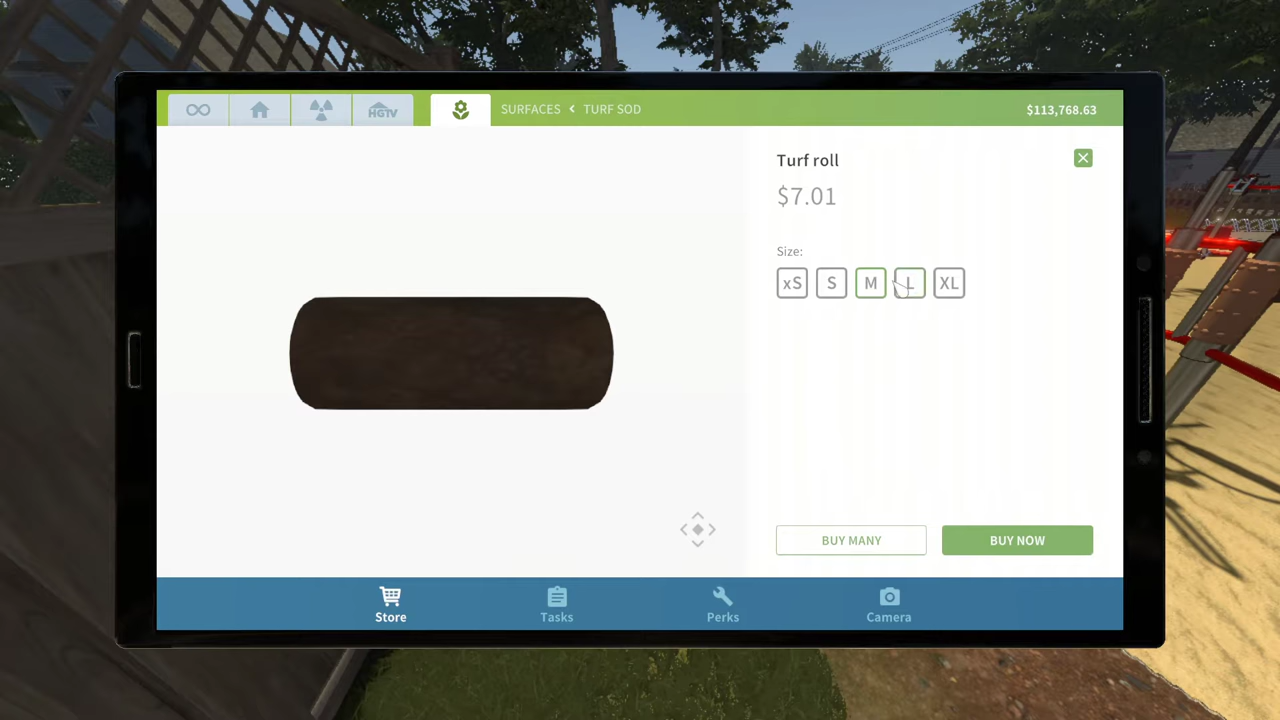 HGTV
SURFACES < TURF SOD
$113,768.63
Turf roll
$7.01
Size:
xS S M L XL
BUY MANY
BUY NOW
Store
Tasks
Perks
Camera